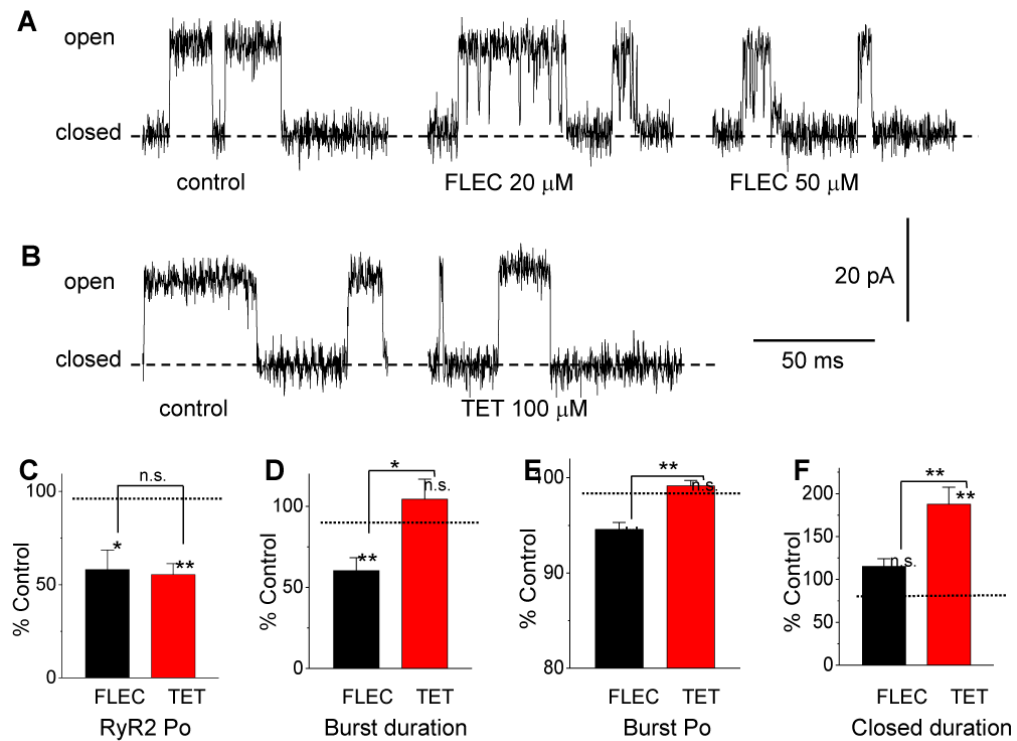 A
open
closed
control
FLEC 20 μM
FLEC 50 μM
B
open
closed
control
TET 100 μM
20 pA
50 ms
C
n.s.
100
50
0
% Control
*
**
FLEC
TET
RyR2 Po
D
*
n.s.
100
50
0
% Control
**
FLEC
TET
Burst duration
E
**
n.s.
100
90
80
% Control
FLEC
TET
Burst Po
F
**
**
n.s.
200
150
100
50
0
% Control
FLEC
TET
Closed duration